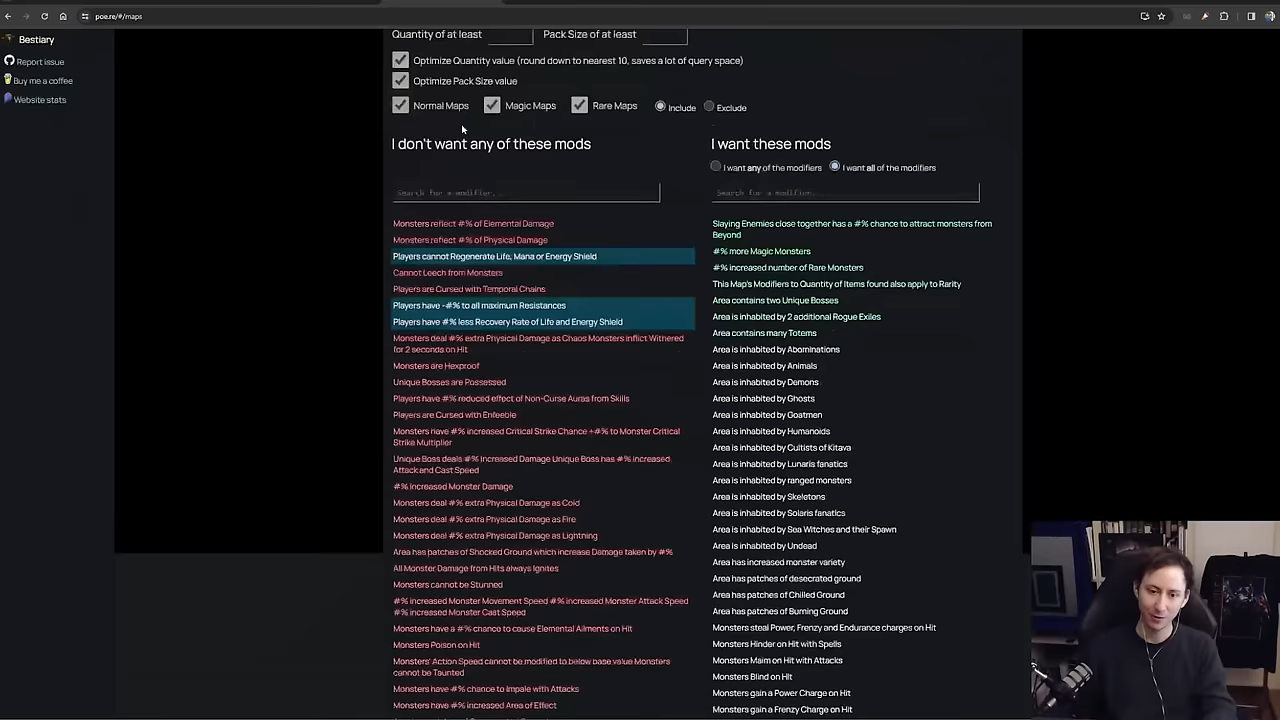 poe.re/#/maps
Bestiary
Report issue
Buy me a coffee
Website stats
Quantity of at least
Pack Size of at least
Optimize Quantity value (round down to nearest 10, saves a lot of query space)
Optimize Pack Size value
Normal Maps
Magic Maps
Rare Maps
Include
Exclude
I don't want any of these mods
Search for a modifier...
Monsters reflect #% of Elemental Damage
Monsters reflect #% of Physical Damage
Players cannot Regenerate Life, Mana or Energy Shield
Cannot Leech from Monsters
Players are Cursed with Temporal Chains
Players have -#% to all maximum Resistances
Players have #% less Recovery Rate of Life and Energy Shield
Monsters deal #% extra Physical Damage as Chaos Monsters inflict Withered
for 2 seconds on Hit
Monsters are Hexproof
Unique Bosses are Possessed
Players have #% reduced effect of Non-Curse Auras from Skills
Players are Cursed with Enfeeble
Monsters have #% increased Critical Strike Chance +#% to Monster Critical
Strike Multiplier
Unique Boss deals #% increased Damage Unique Boss has #% increased
Attack and Cast Speed
#% increased Monster Damage
Monsters deal #% extra Physical Damage as Cold
Monsters deal #% extra Physical Damage as Fire
Monsters deal #% extra Physical Damage as Lightning
Area has patches of Shocked Ground which increase Damage taken by #%
All Monster Damage from Hits always Ignites
Monsters cannot be Stunned
#% increased Monster Movement Speed #% increased Monster Attack Speed
#% increased Monster Cast Speed
Monsters have a #% chance to cause Elemental Ailments on Hit
Monsters Poison on Hit
Monsters' Action Speed cannot be modified to below base value Monsters
cannot be Taunted
Monsters have #% chance to Impale with Attacks
Monsters have #% increased Area of Effect
I want these mods
I want any of the modifiers
I want all of the modifiers
Search for a modifier...
Slaying Enemies close together has a #% chance to attract monsters from
Beyond
#% more Magic Monsters
#% increased number of Rare Monsters
This Map's Modifiers to Quantity of Items found also apply to Rarity
Area contains two Unique Bosses
Area is inhabited by 2 additional Rogue Exiles
Area contains many Totems
Area is inhabited by Abominations
Area is inhabited by Animals
Area is inhabited by Demons
Area is inhabited by Ghosts
Area is inhabited by Goatmen
Area is inhabited by Humanoids
Area is inhabited by Cultists of Kitava
Area is inhabited by Lunaris fanatics
Area is inhabited by ranged monsters
Area is inhabited by Skeletons
Area is inhabited by Solaris fanatics
Area is inhabited by Sea Witches and their Spawn
Area is inhabited by Undead
Area has increased monster variety
Area has patches of desecrated ground
Area has patches of Chilled Ground
Area has patches of Burning Ground
Monsters steal Power, Frenzy and Endurance charges on Hit
Monsters Hinder on Hit with Spells
Monsters Maim on Hit with Attacks
Monsters Blind on Hit
Monsters gain a Power Charge on Hit
Monsters gain a Frenzy Charge on Hit